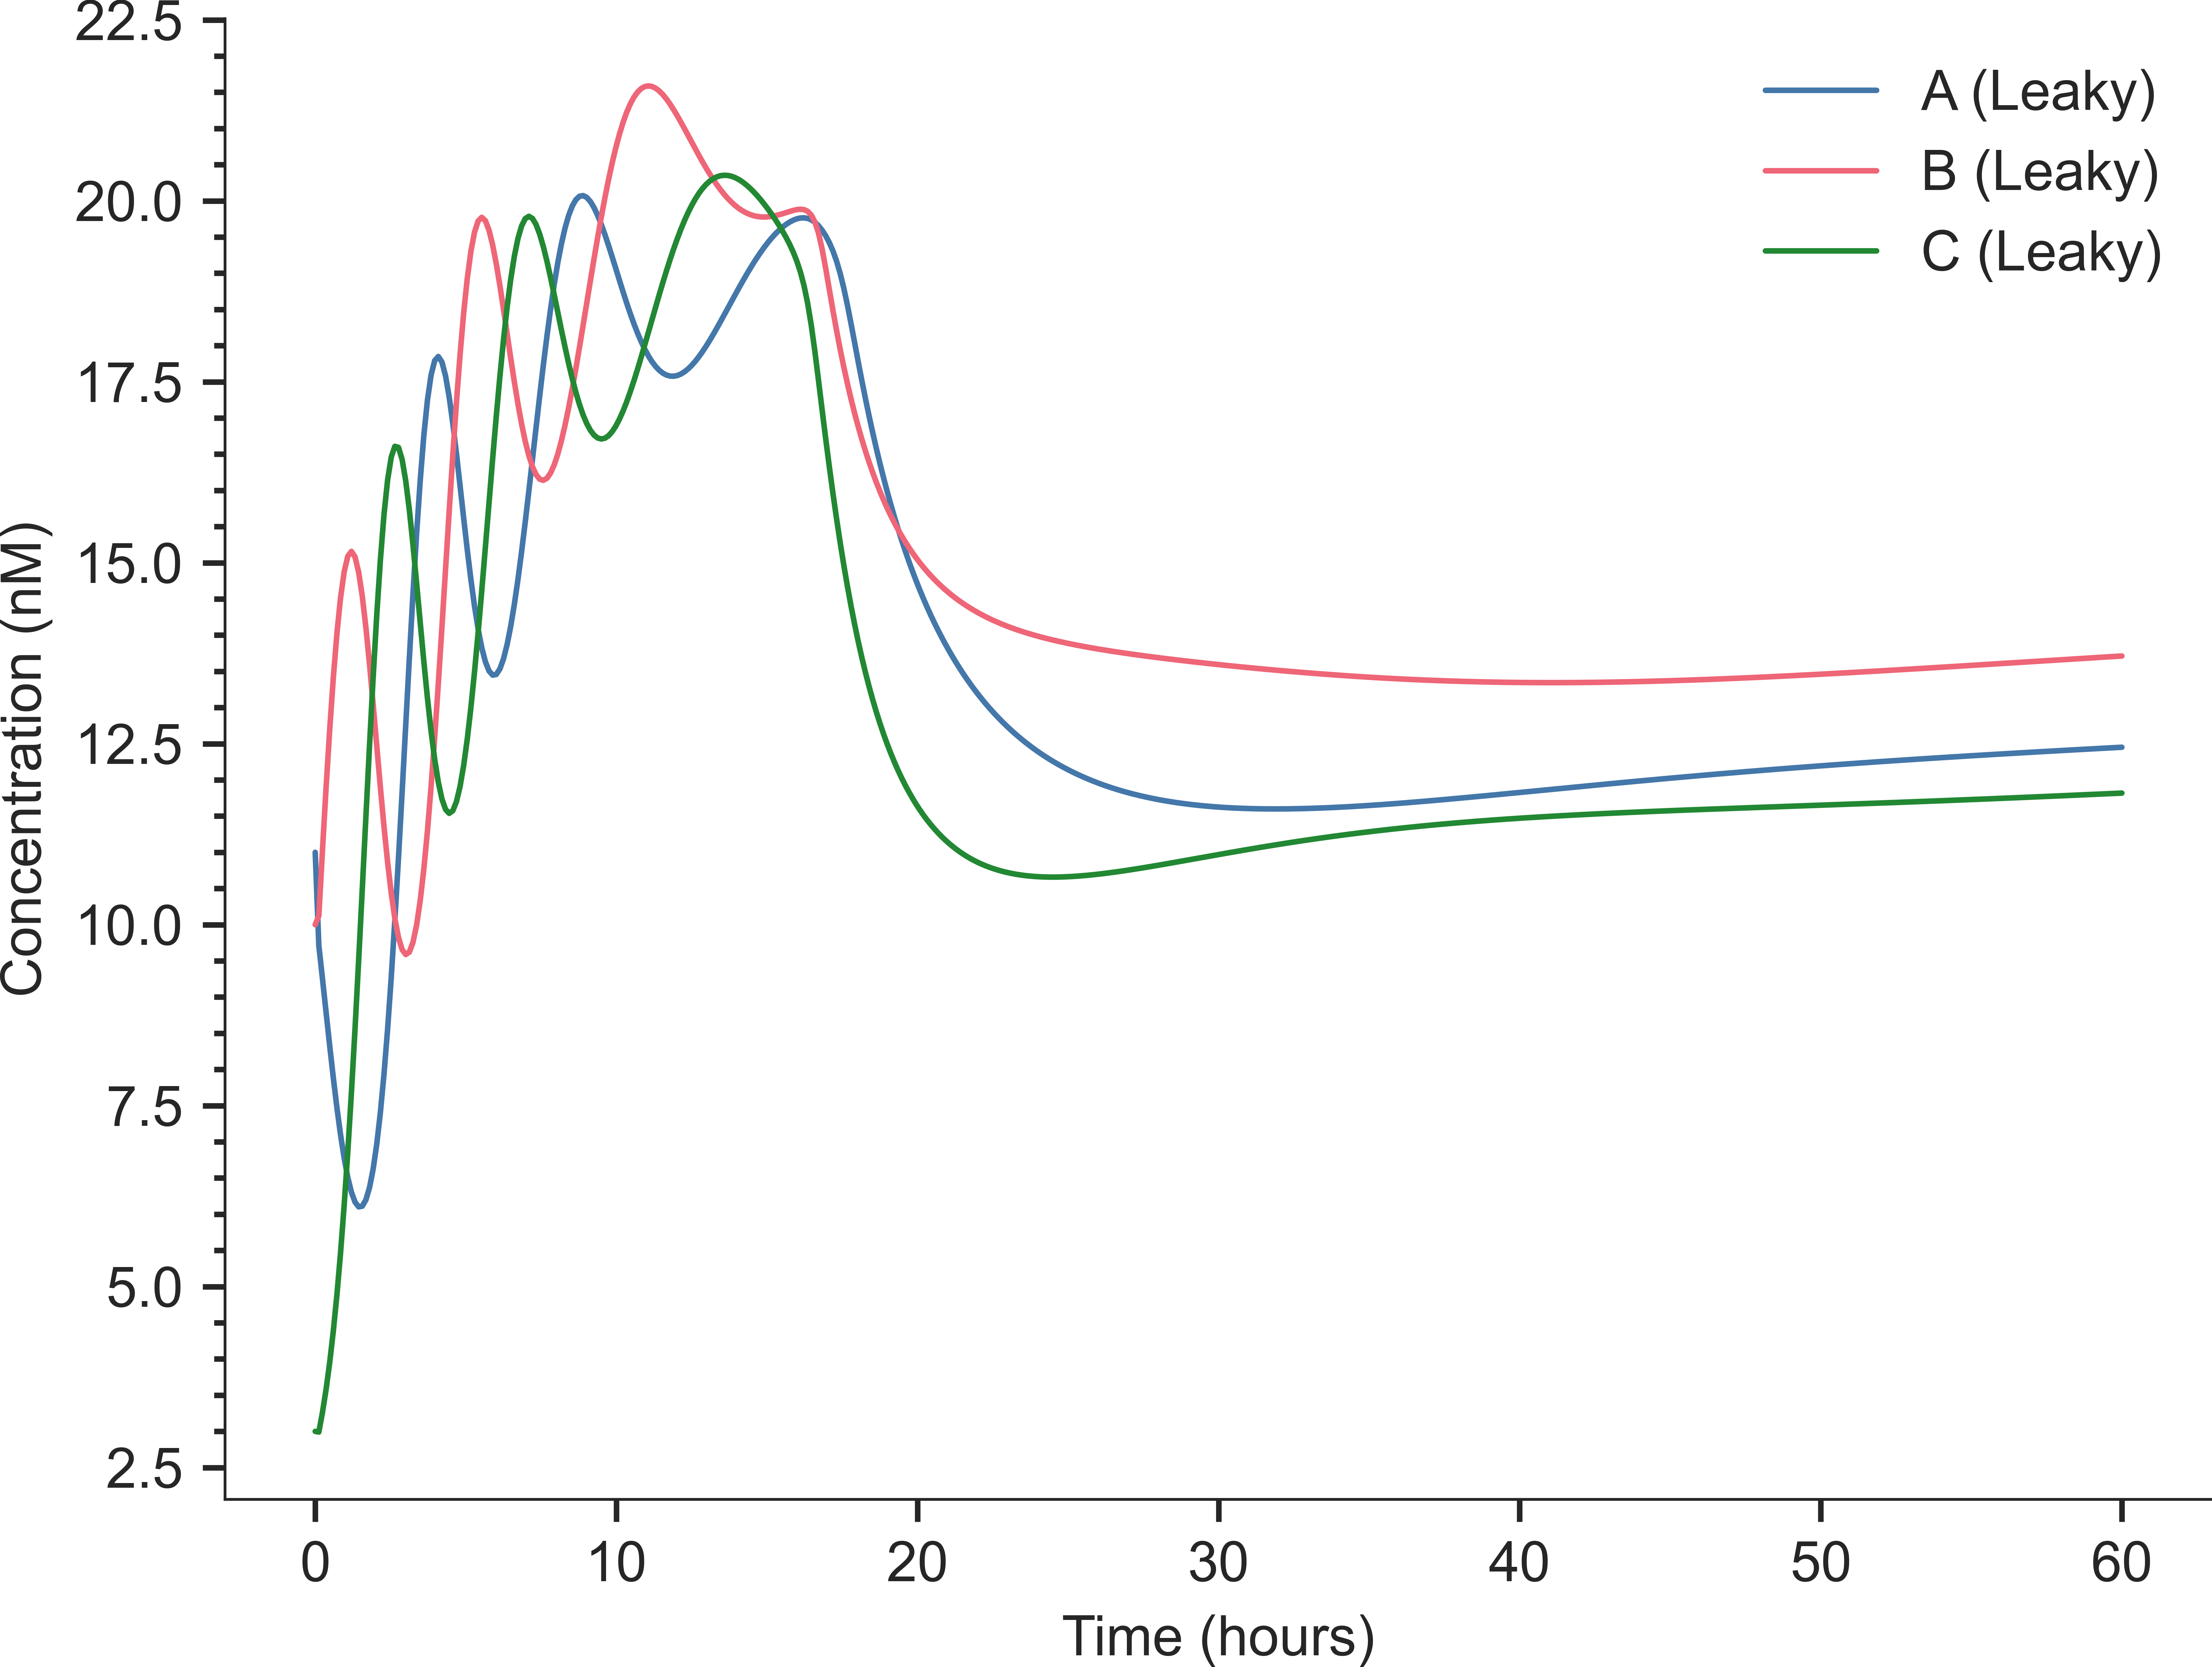 22.5
20.0
17.5
15.0
12.5
10.0
7.5
5.0
2.5
Concentration (nM)
0 10 20 30 40 50 60
Time (hours)
A (Leaky)
B (Leaky)
C (Leaky)